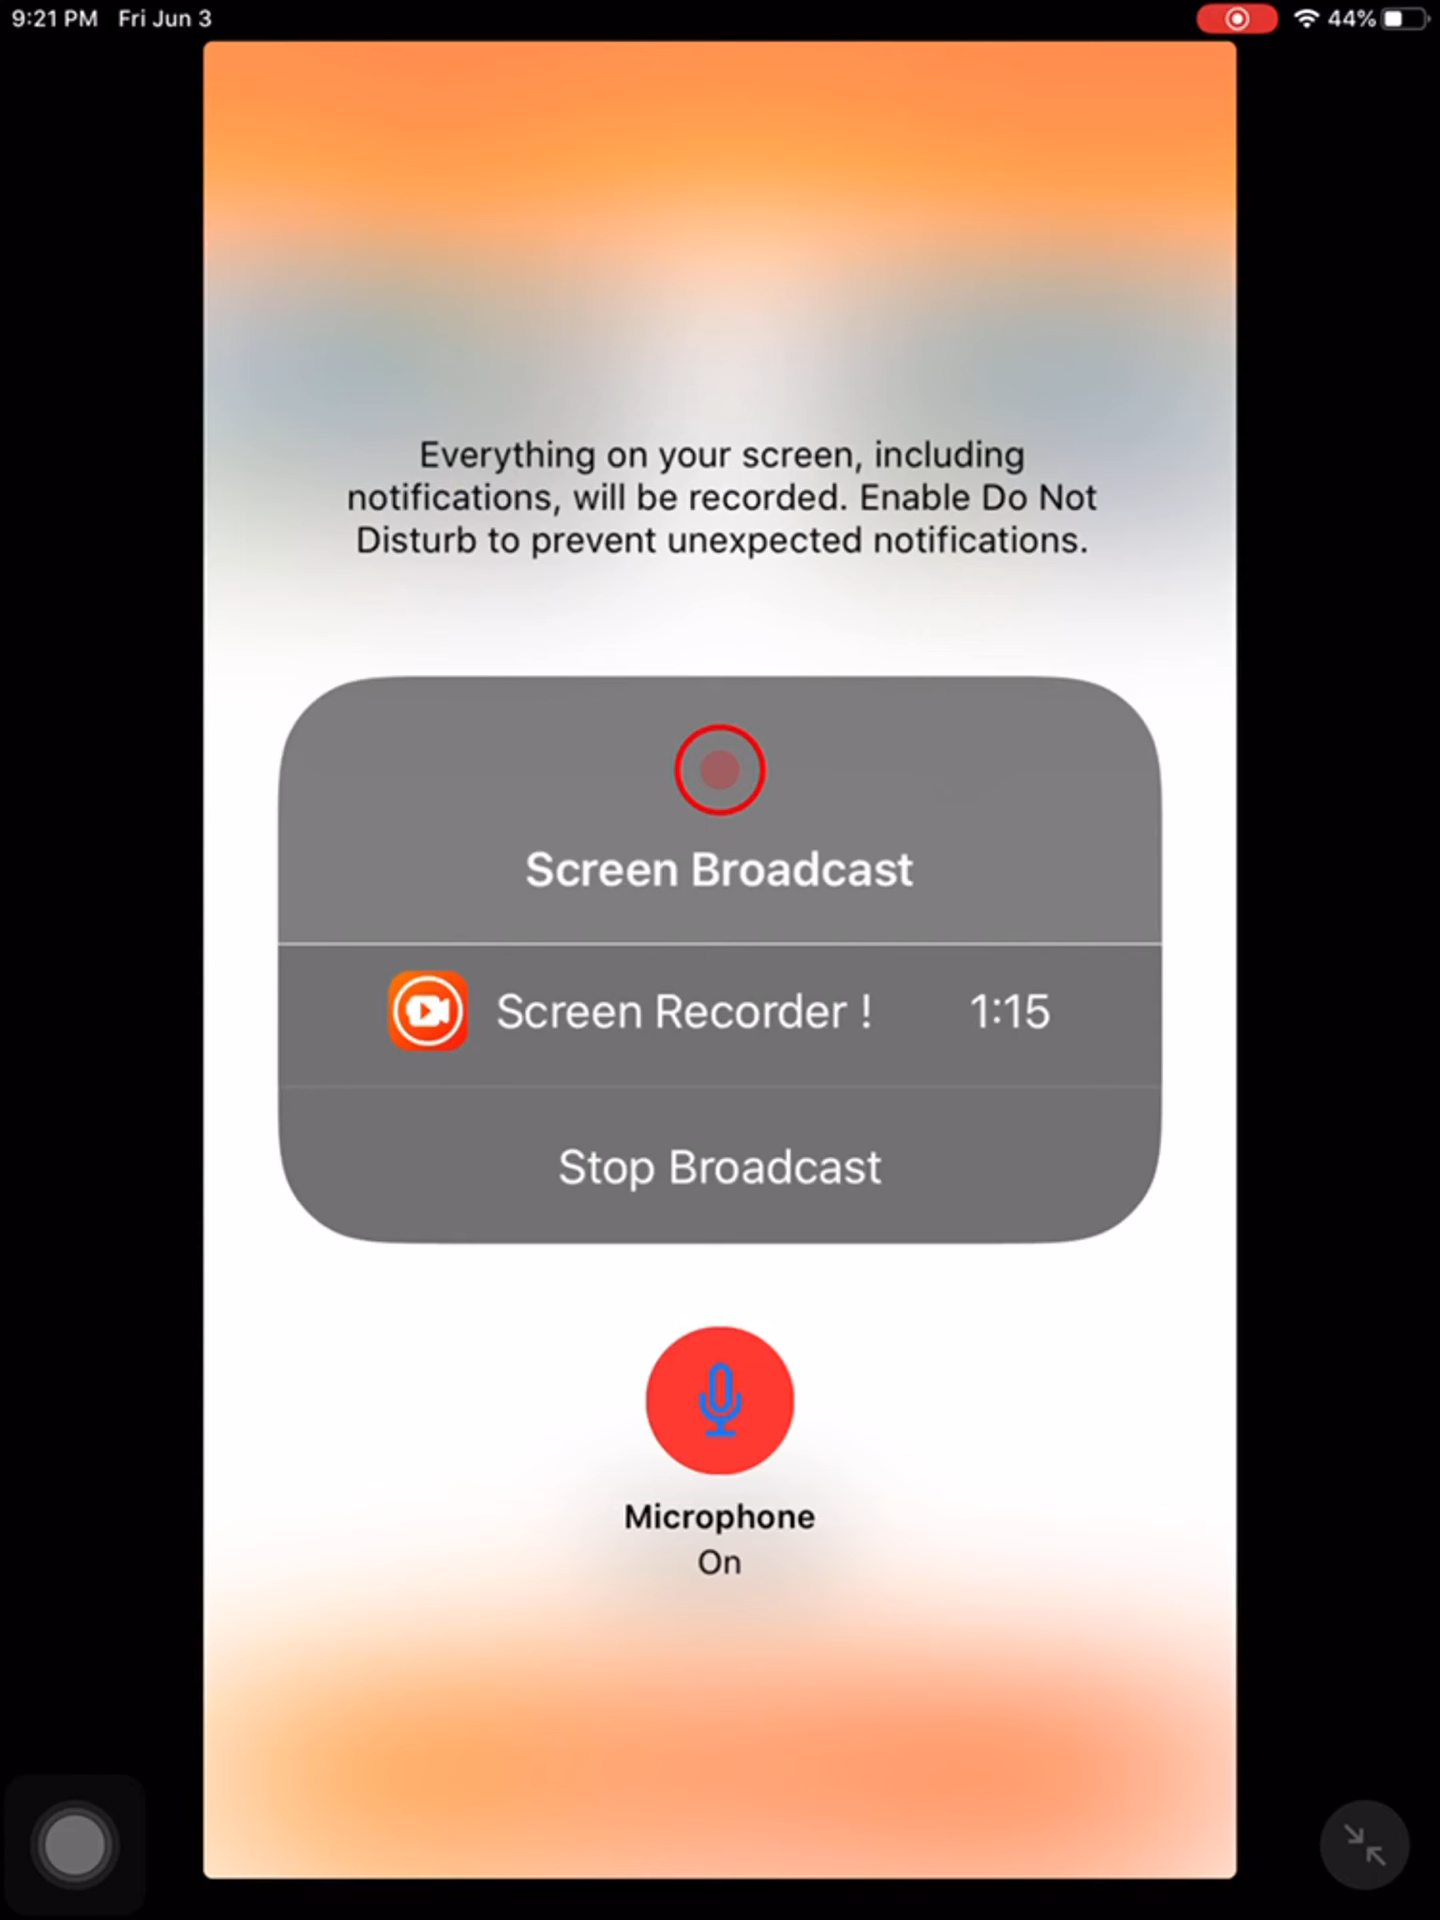 9:21 PM Fri Jun 3 44%
Everything on your screen, including
notifications, will be recorded. Enable Do Not
Disturb to prevent unexpected notifications.
Screen Broadcast
Screen Recorder ! 1:15
Stop Broadcast
Microphone
On